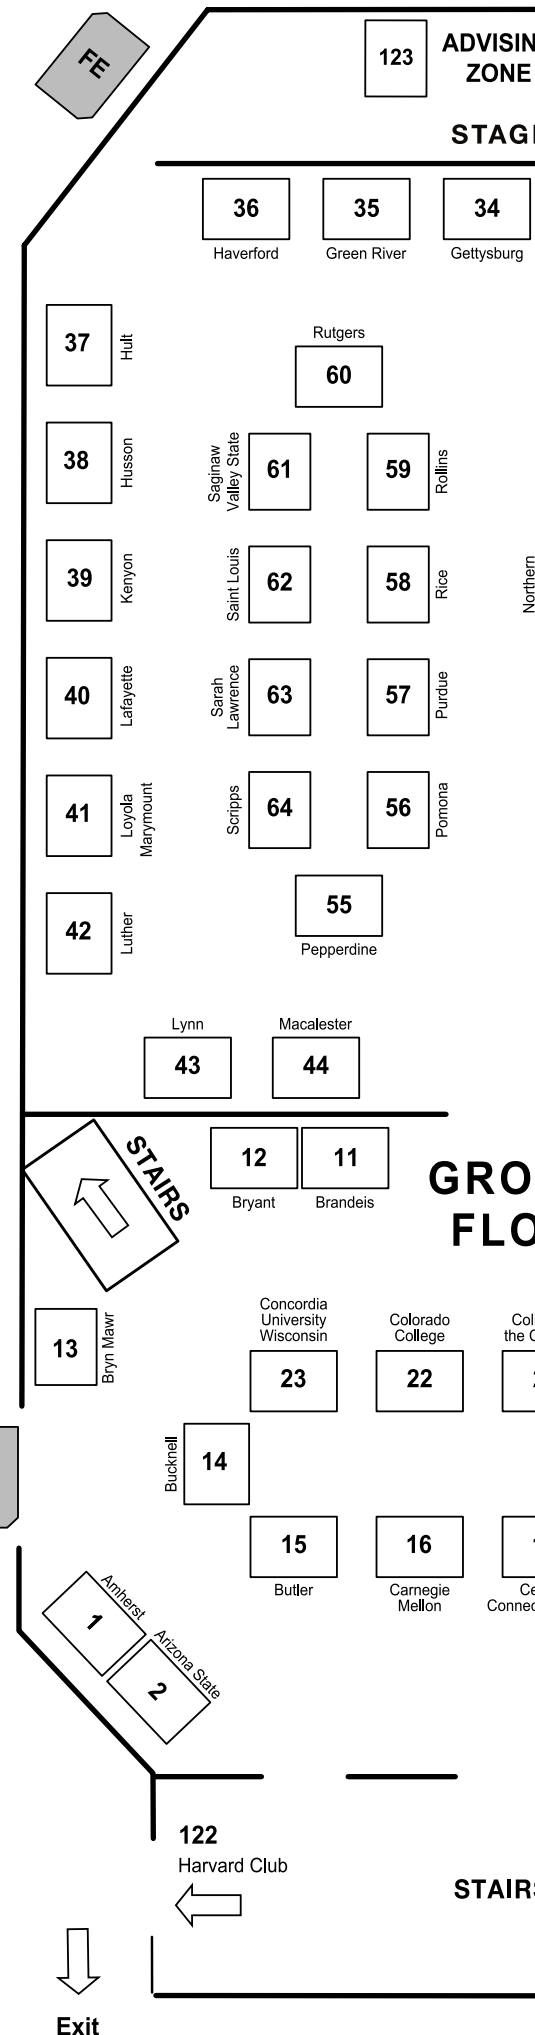 FE
123
ADVISIN
ZONE
STAG
36
35
34
Haverford
Green River
Gettysburg
37
Hult
Rutgers
60
38
Husson
Saginaw
Valley State
61
59
Rollins
39
Kenyon
Saint Louis
62
58
Rice
Northern
40
Lafayette
Sarah
Lawrence
63
57
Purdue
41
Loyola
Marymount
Scripps
64
56
Pomona
42
Luther
55
Pepperdine
Lynn
Macalester
43
44
STAIRS
12
11
Bryant
Brandeis
GRO
FLO
13
Bryn Mawr
Concordia
University
Wisconsin
Colorado
College
Col
the C
23
22
Bucknell
14
15
16
Butler
Carnegie
Mellon
Ce
Connec
1
Amherst
2
Arizona State
122
Harvard Club
STAIRS
Exit